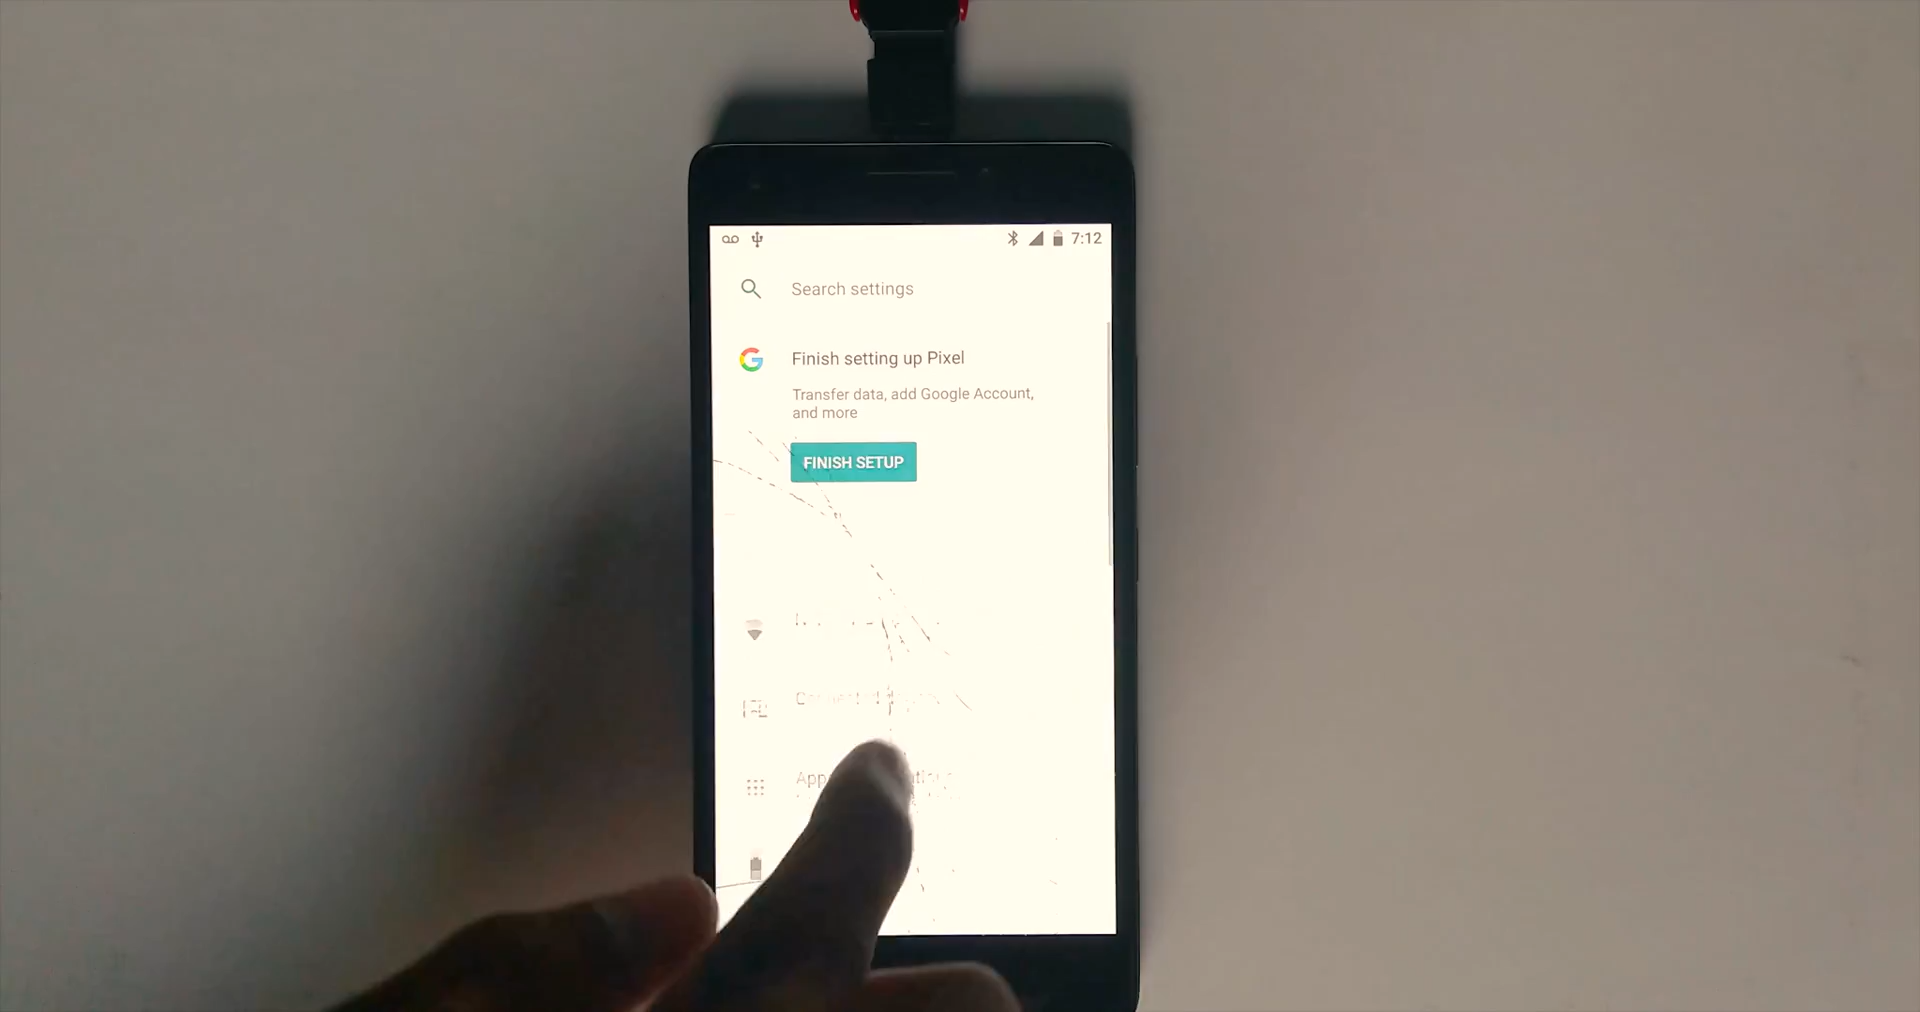 7:12
Search settings
Finish setting up Pixel
Transfer data, add Google Account,
and more
FINISH SETUP